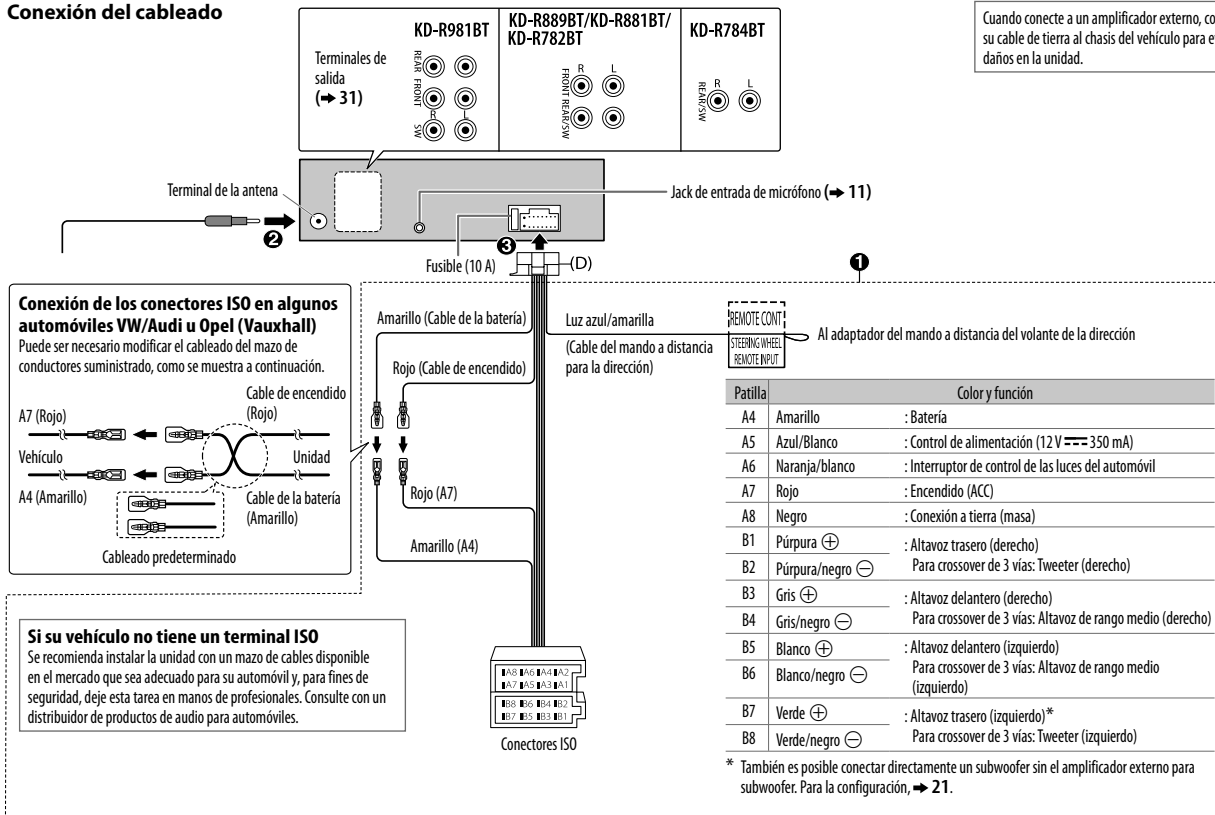 Conexión del cableado
KD-R981BT
KD-R889BT/KD-R881BT/
KD-R782BT
KD-R784BT
Terminales de
salida
(➜ 31)
REAR
FRONT
R
L
SW
R
L
FRONT
REAR/SW
R
L
REAR/SW
Cuando conecte a un amplificador externo,
su cable de tierra al chasis del vehículo para
daños en la unidad.
Terminal de la antena
Jack de entrada de micrófono (➜ 11)
2
3
Fusible (10 A)
(D)
1
Conexión de los conectores ISO en algunos
automóviles VW/Audi u Opel (Vauxhall)
Puede ser necesario modificar el cableado del mazo de
conductores suministrado, como se muestra a continuación.
Cable de encendido
(Rojo)
A7 (Rojo)
Vehículo
Unidad
A4 (Amarillo)
Cable de la batería
(Amarillo)
Cableado predeterminado
Amarillo (Cable de la batería)
Rojo (Cable de encendido)
Rojo (A7)
Amarillo (A4)
Luz azul/amarilla
(Cable del mando a distancia
para la dirección)
REMOTE CONT
STEERING WHEEL
REMOTE INPUT
Al adaptador del mando a distancia del volante de la dirección
Patilla Color y función
A4 Amarillo : Batería
A5 Azul/Blanco : Control de alimentación (12 V ⎓ 350 mA)
A6 Naranja/blanco : Interruptor de control de las luces del automóvil
A7 Rojo : Encendido (ACC)
A8 Negro : Conexión a tierra (masa)
B1 Púrpura ⊕ : Altavoz trasero (derecho)
B2 Púrpura/negro ⊖ Para crossover de 3 vías: Tweeter (derecho)
B3 Gris ⊕ : Altavoz delantero (derecho)
B4 Gris/negro ⊖ Para crossover de 3 vías: Altavoz de rango medio (derecho)
B5 Blanco ⊕ : Altavoz delantero (izquierdo)
B6 Blanco/negro ⊖ Para crossover de 3 vías: Altavoz de rango medio
(izquierdo)
B7 Verde ⊕ : Altavoz trasero (izquierdo)*
B8 Verde/negro ⊖ Para crossover de 3 vías: Tweeter (izquierdo)
* También es posible conectar directamente un subwoofer sin el amplificador externo para
subwoofer. Para la configuración, ➜ 21.
Si su vehículo no tiene un terminal ISO
Se recomienda instalar la unidad con un mazo de cables disponible
en el mercado que sea adecuado para su automóvil y, para fines de
seguridad, deje esta tarea en manos de profesionales. Consulte con un
distribuidor de productos de audio para automóviles.
A8 A6 A4 A2
A7 A5 A3 A1
B8 B6 B4 B2
B7 B5 B3 B1
Conectores ISO